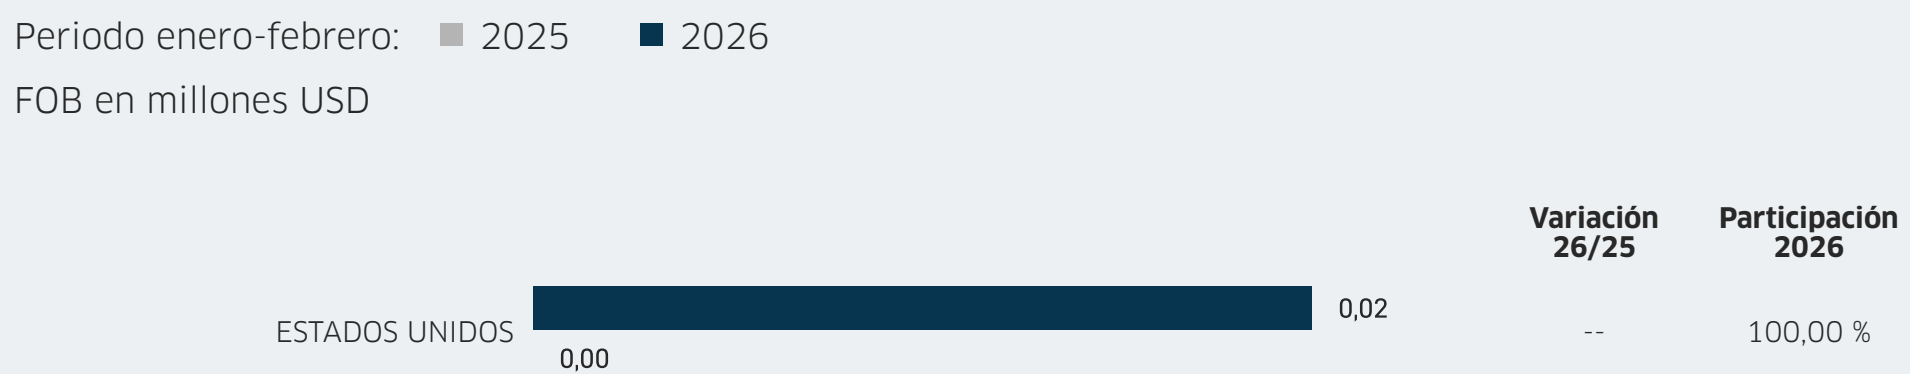 Periodo enero-febrero: 2025 2026
FOB en millones USD
Variación Participación
26/25 2026
0,02
ESTADOS UNIDOS -- 100,00 %
0,00